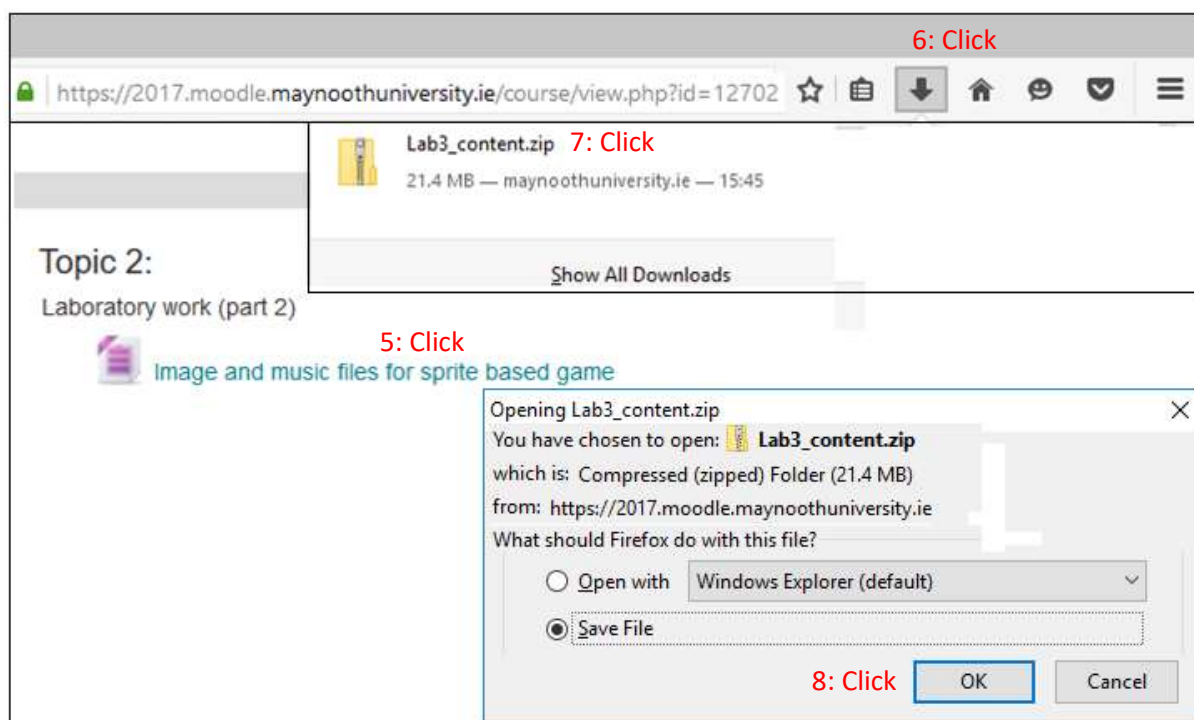 6: Click
https://2017.moodle.maynoothuniversity.ie/course/view.php?id=12702
Lab3_content.zip 7: Click
21.4 MB — maynoothuniversity.ie — 15:45
Show All Downloads
Topic 2:
Laboratory work (part 2)
5: Click
Image and music files for sprite based game
Opening Lab3_content.zip
You have chosen to open: Lab3_content.zip
which is: Compressed (zipped) Folder (21.4 MB)
from: https://2017.moodle.maynoothuniversity.ie
What should Firefox do with this file?
Open with Windows Explorer (default)
Save File
8: Click OK Cancel